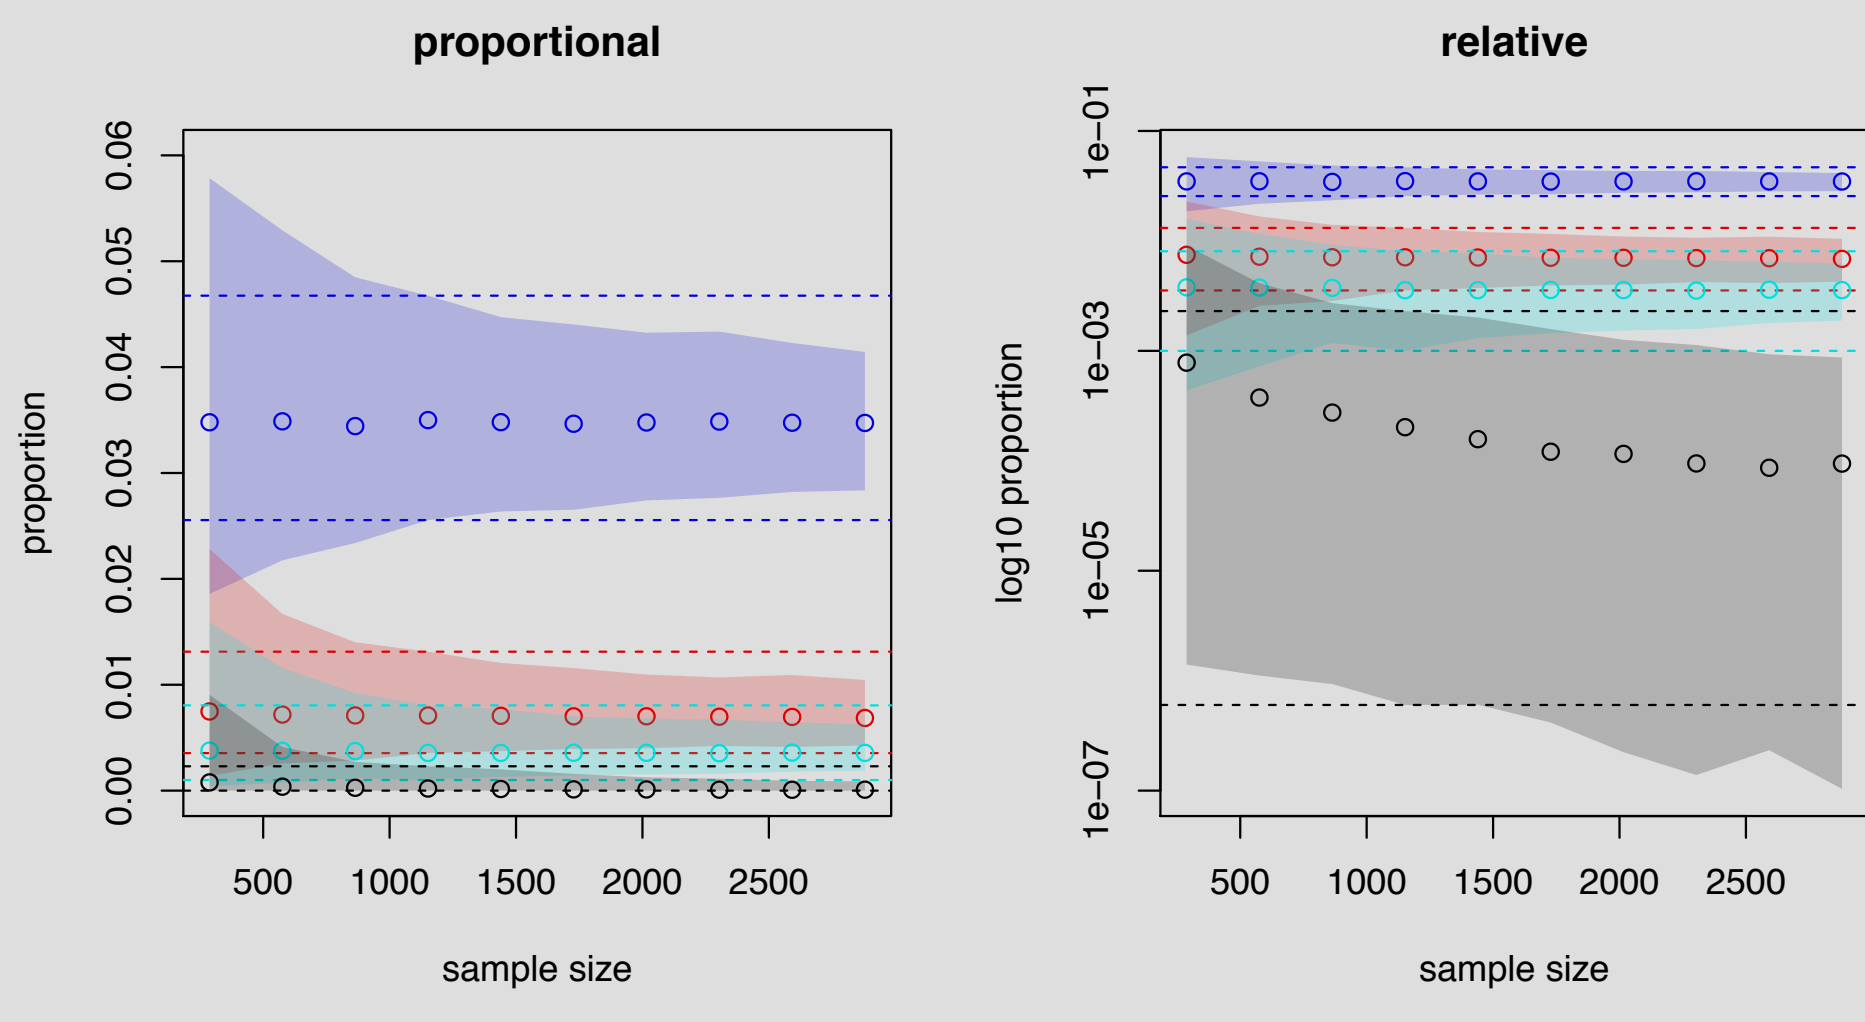 proportional
proportion
0.06
0.05
0.04
0.03
0.02
0.01
0.00
500 1000 1500 2000 2500
sample size
relative
log10 proportion
1e−01
1e−03
1e−05
1e−07
500 1000 1500 2000 2500
sample size